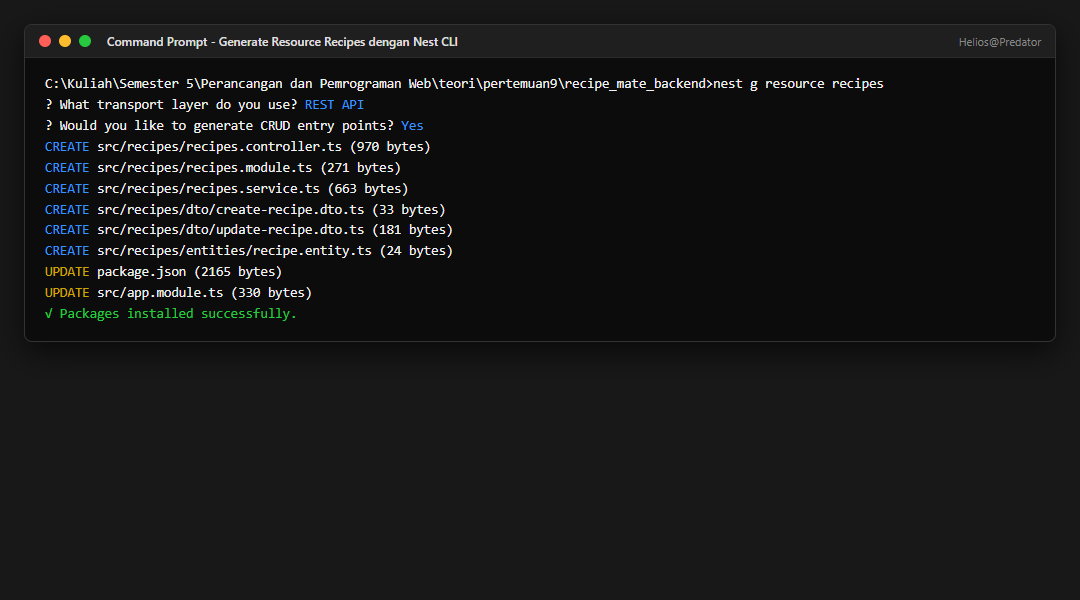 Command Prompt - Generate Resource Recipes dengan Nest CLI
Helios@Predator
C:\Kuliah\Semester 5\Perancangan dan Pemrograman Web\teori\pertemuan9\recipe_mate_backend>nest g resource recipes
? What transport layer do you use? REST API
? Would you like to generate CRUD entry points? Yes
CREATE src/recipes/recipes.controller.ts (970 bytes)
CREATE src/recipes/recipes.module.ts (271 bytes)
CREATE src/recipes/recipes.service.ts (663 bytes)
CREATE src/recipes/dto/create-recipe.dto.ts (33 bytes)
CREATE src/recipes/dto/update-recipe.dto.ts (181 bytes)
CREATE src/recipes/entities/recipe.entity.ts (24 bytes)
UPDATE package.json (2165 bytes)
UPDATE src/app.module.ts (330 bytes)
√ Packages installed successfully.